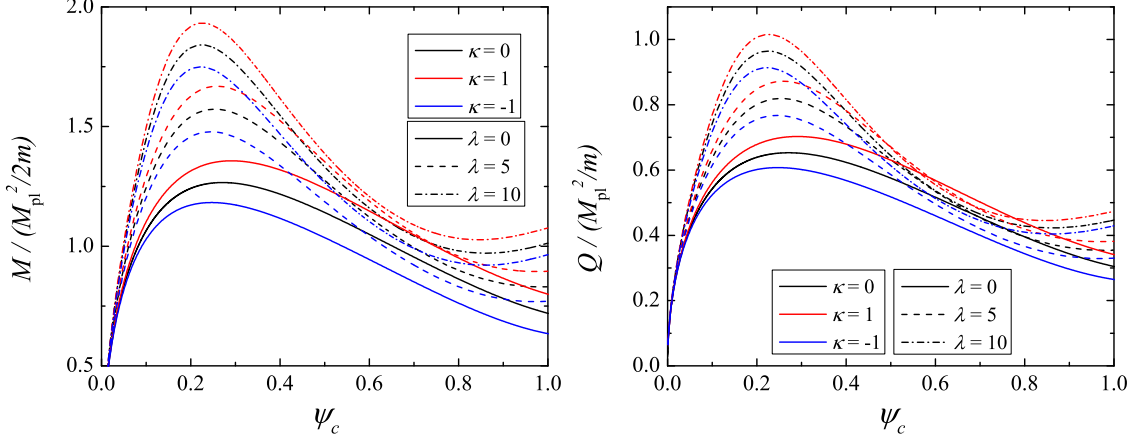 2.0
1.5
1.0
0.5
0.0
0.2
0.4
0.6
0.8
1.0
M / (M_pl^2/2m)
ψ_c
κ = 0
κ = 1
κ = -1
λ = 0
λ = 5
λ = 10
1.0
0.8
0.6
0.4
0.2
0.0
0.0
0.2
0.4
0.6
0.8
1.0
Q / (M_pl^2/m)
ψ_c
κ = 0
κ = 1
κ = -1
λ = 0
λ = 5
λ = 10